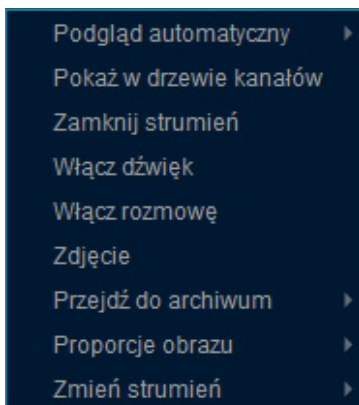 Podgląd automatyczny
Pokaż w drzewie kanałów
Zamknij strumień
Włącz dźwięk
Włącz rozmowę
Zdjęcie
Przejdź do archiwum
Proporcje obrazu
Zmień strumień